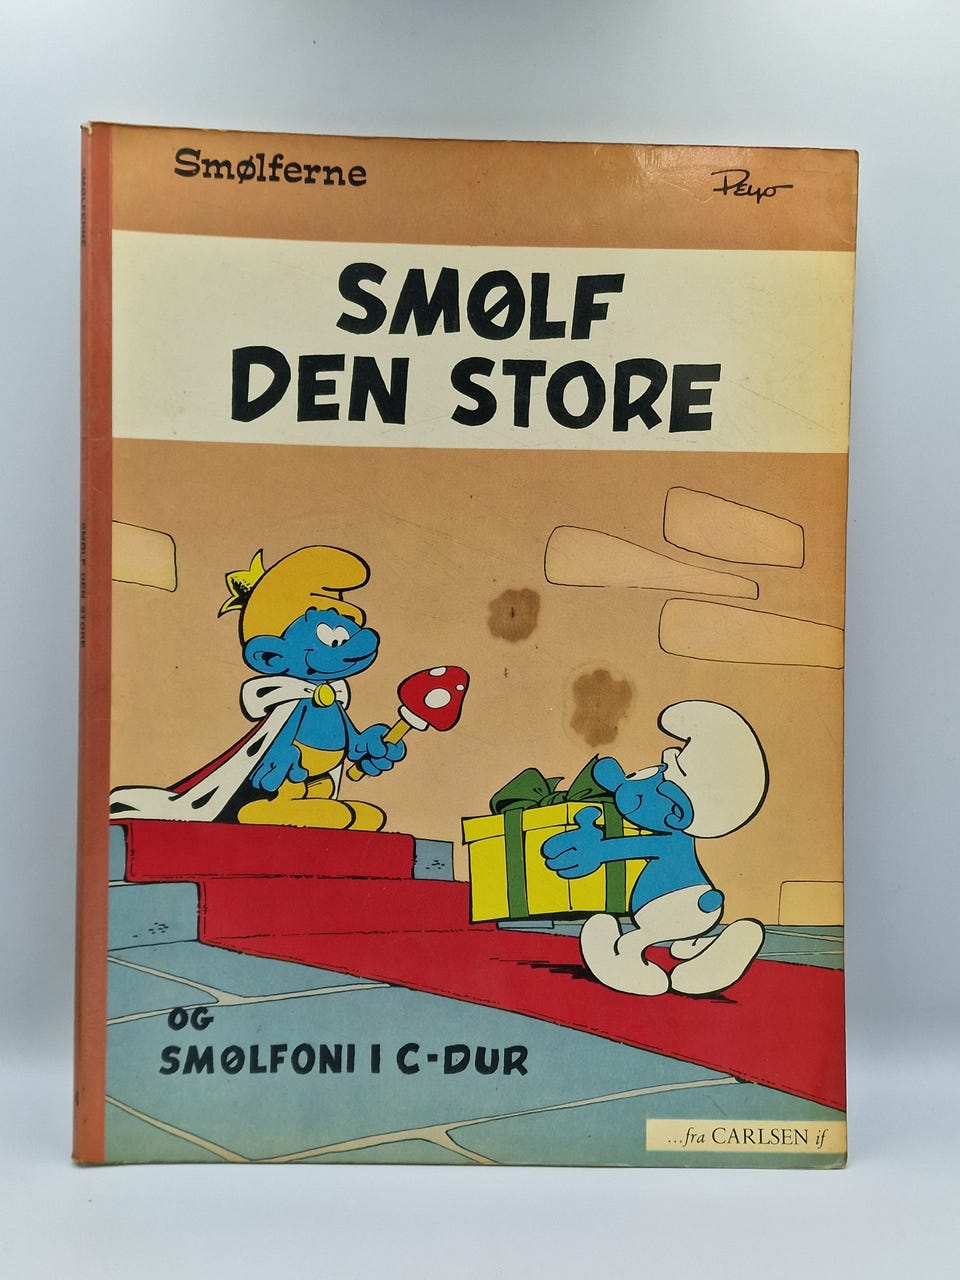 Smølferne
Peyo
SMØLF
DEN STORE
OG
SMØLFONI I C-DUR
...fra CARLSEN if
SMØLFERNE
SMØLF DEN STORE